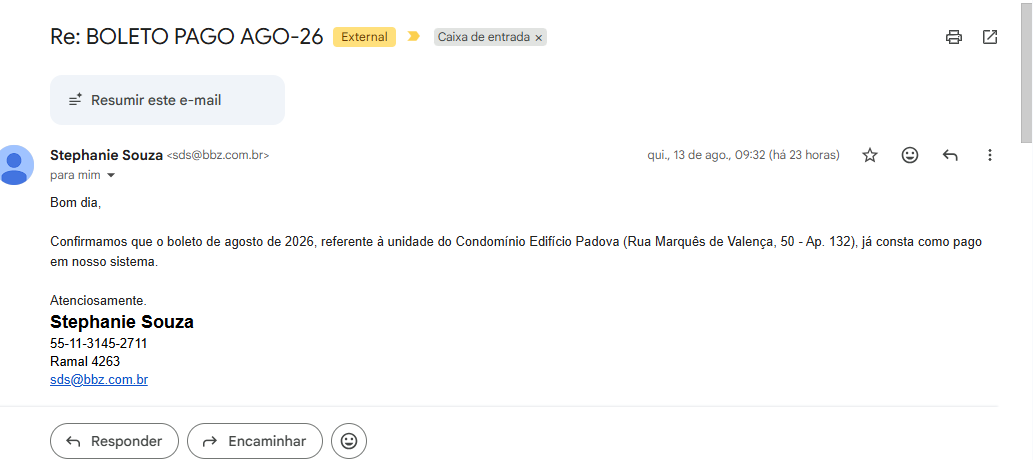 Re: BOLETO PAGO AGO-26 External Caixa de entrada ×
Resumir este e-mail
Stephanie Souza <sds@bbz.com.br> qui., 13 de ago., 09:32 (há 23 horas)
para mim
Bom dia,
Confirmamos que o boleto de agosto de 2026, referente à unidade do Condomínio Edifício Padova (Rua Marquês de Valença, 50 - Ap. 132), já consta como pago
em nosso sistema.
Atenciosamente.
Stephanie Souza
55-11-3145-2711
Ramal 4263
sds@bbz.com.br
Responder Encaminhar